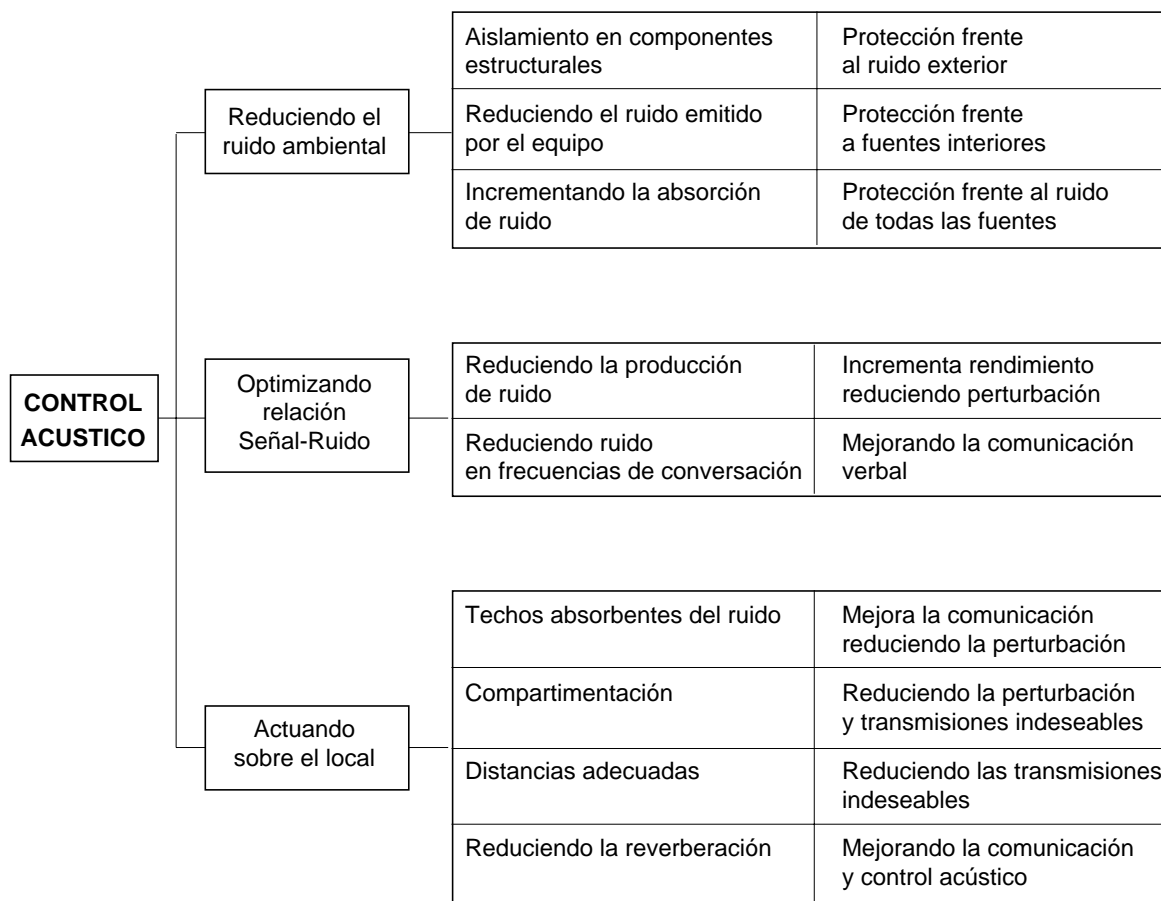 CONTROL
ACUSTICO
Reduciendo el
ruido ambiental
Aislamiento en componentes
estructurales
Protección frente
al ruido exterior
Reduciendo el ruido emitido
por el equipo
Protección frente
a fuentes interiores
Incrementando la absorción
de ruido
Protección frente al ruido
de todas las fuentes
Optimizando
relación
Señal-Ruido
Reduciendo la producción
de ruido
Incrementa rendimiento
reduciendo perturbación
Reduciendo ruido
en frecuencias de conversación
Mejorando la comunicación
verbal
Actuando
sobre el local
Techos absorbentes del ruido
Mejora la comunicación
reduciendo la perturbación
Compartimentación
Reduciendo la perturbación
y transmisiones indeseables
Distancias adecuadas
Reduciendo las transmisiones
indeseables
Reduciendo la reverberación
Mejorando la comunicación
y control acústico